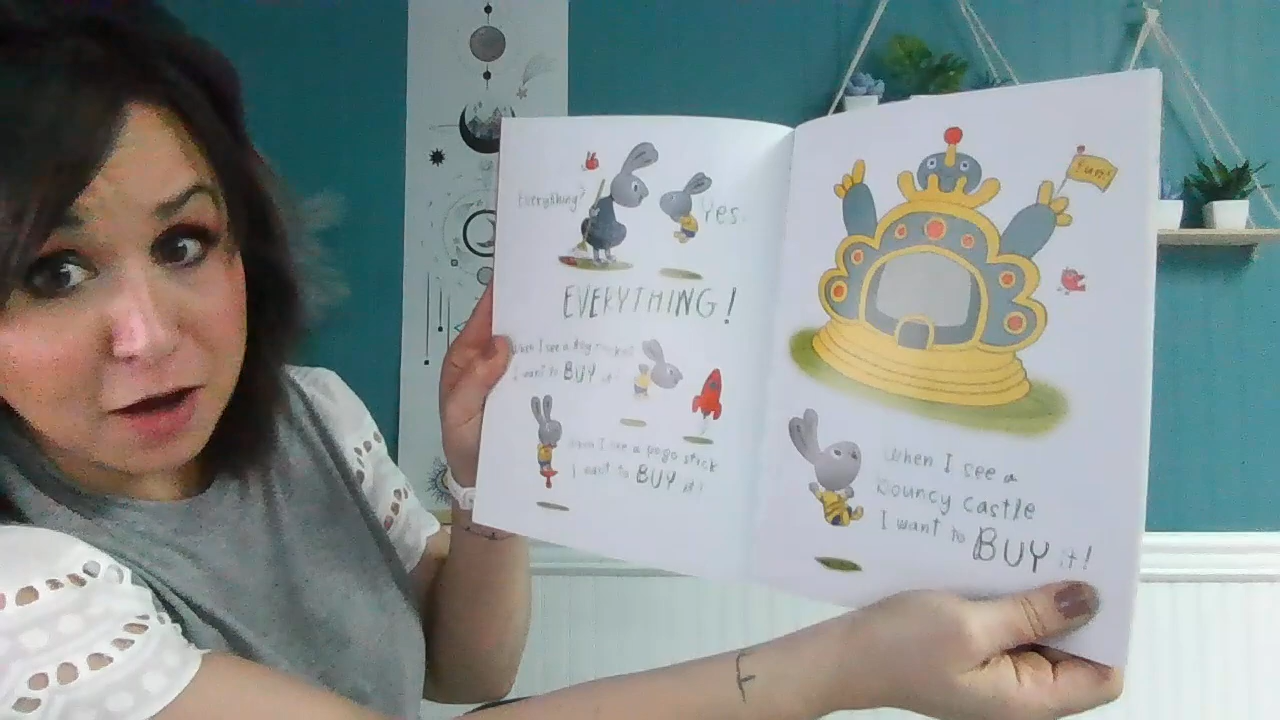 Everything?
Yes.
EVERYTHING!
When I see a toy rocket
I want to BUY it!
When I see a pogo stick
I want to BUY it!
Fun!
When I see a
bouncy castle
I want to BUY it!
F